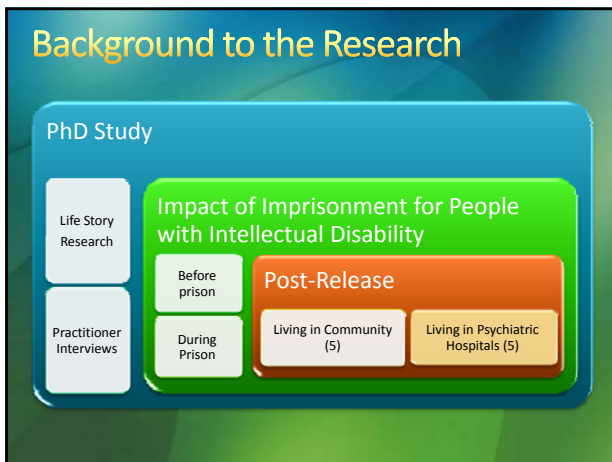 Background to the Research
PhD Study
Life Story
Research
Practitioner
Interviews
Impact of Imprisonment for People
with Intellectual Disability
Before
prison
During
Prison
Post-Release
Living in Community
(5)
Living in Psychiatric
Hospitals (5)